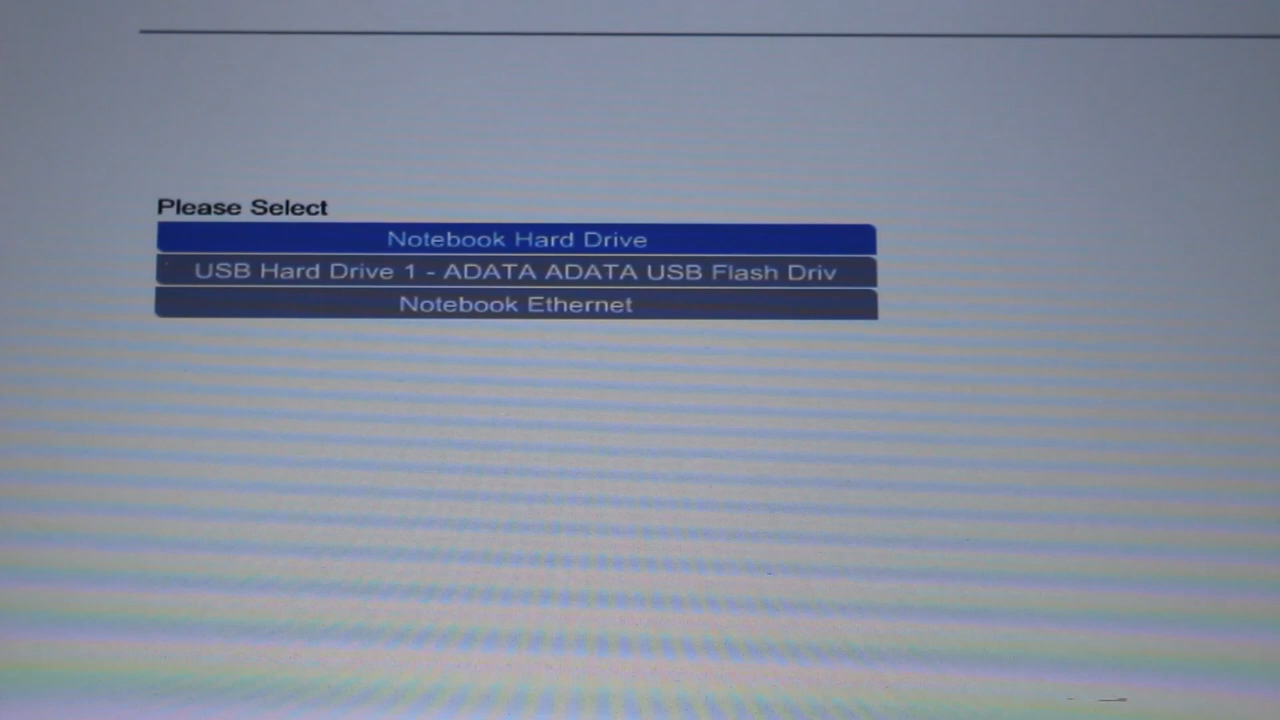 Please Select
Notebook Hard Drive
USB Hard Drive 1 - ADATA ADATA USB Flash Driv
Notebook Ethernet